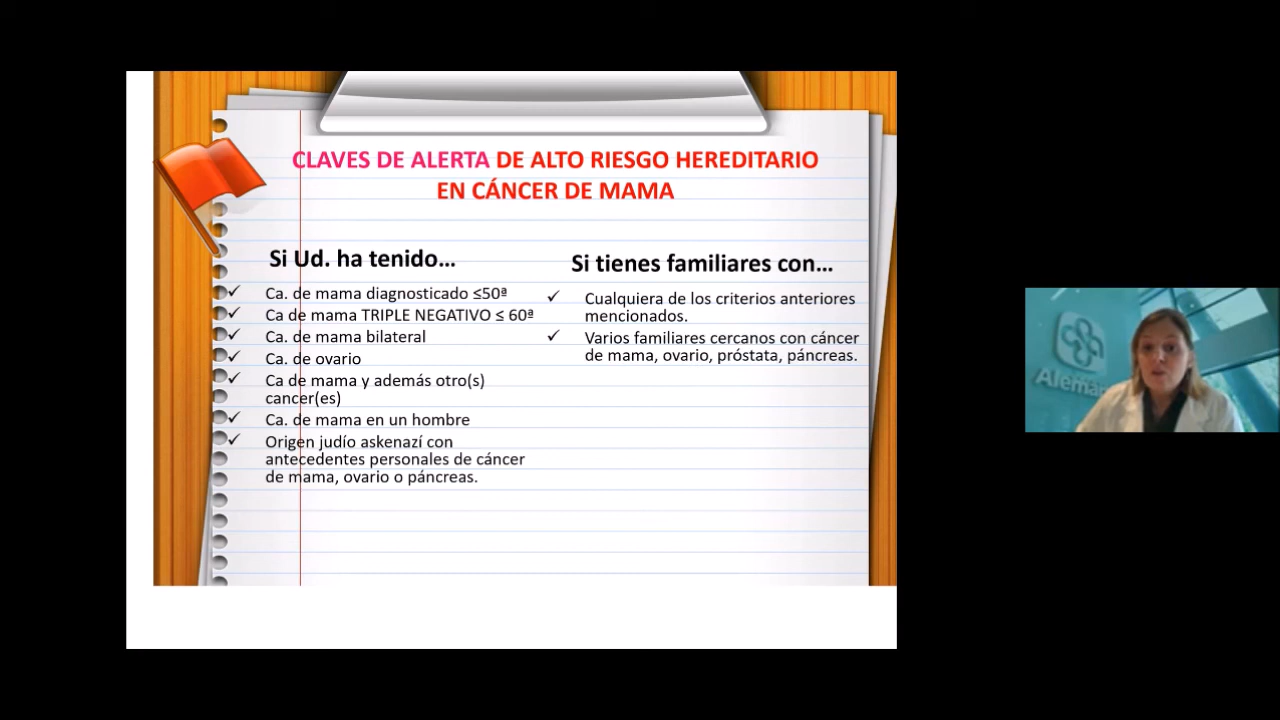 CLAVES DE ALERTA DE ALTO RIESGO HEREDITARIO
EN CÁNCER DE MAMA
Si Ud. ha tenido...
Ca. de mama diagnosticado ≤50ª
Ca de mama TRIPLE NEGATIVO ≤ 60ª
Ca. de mama bilateral
Ca. de ovario
Ca de mama y además otro(s)
cancer(es)
Ca. de mama en un hombre
Origen judío askenazí con
antecedentes personales de cáncer
de mama, ovario o páncreas.
Si tienes familiares con...
Cualquiera de los criterios anteriores
mencionados.
Varios familiares cercanos con cáncer
de mama, ovario, próstata, páncreas.